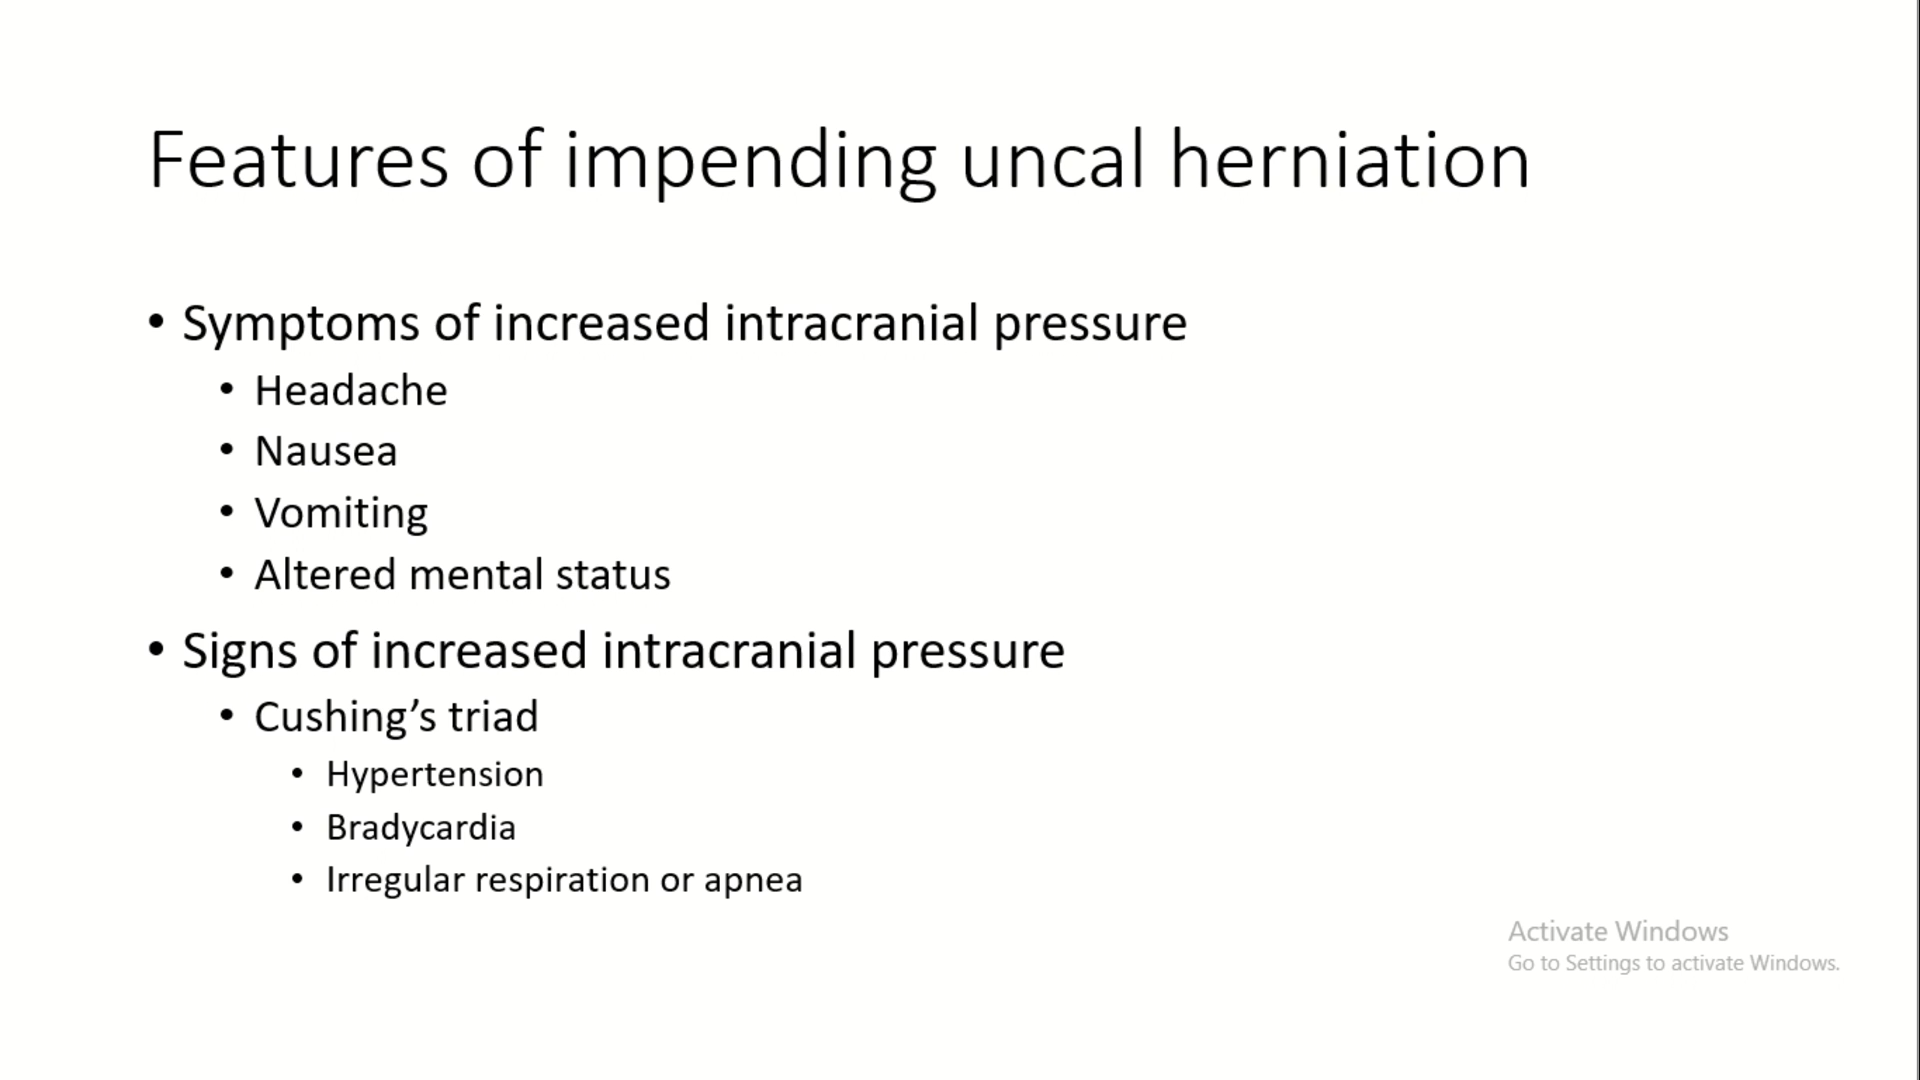 Features of impending uncal herniation
• Symptoms of increased intracranial pressure
• Headache
• Nausea
• Vomiting
• Altered mental status
• Signs of increased intracranial pressure
• Cushing’s triad
• Hypertension
• Bradycardia
• Irregular respiration or apnea
Activate Windows
Go to Settings to activate Windows.